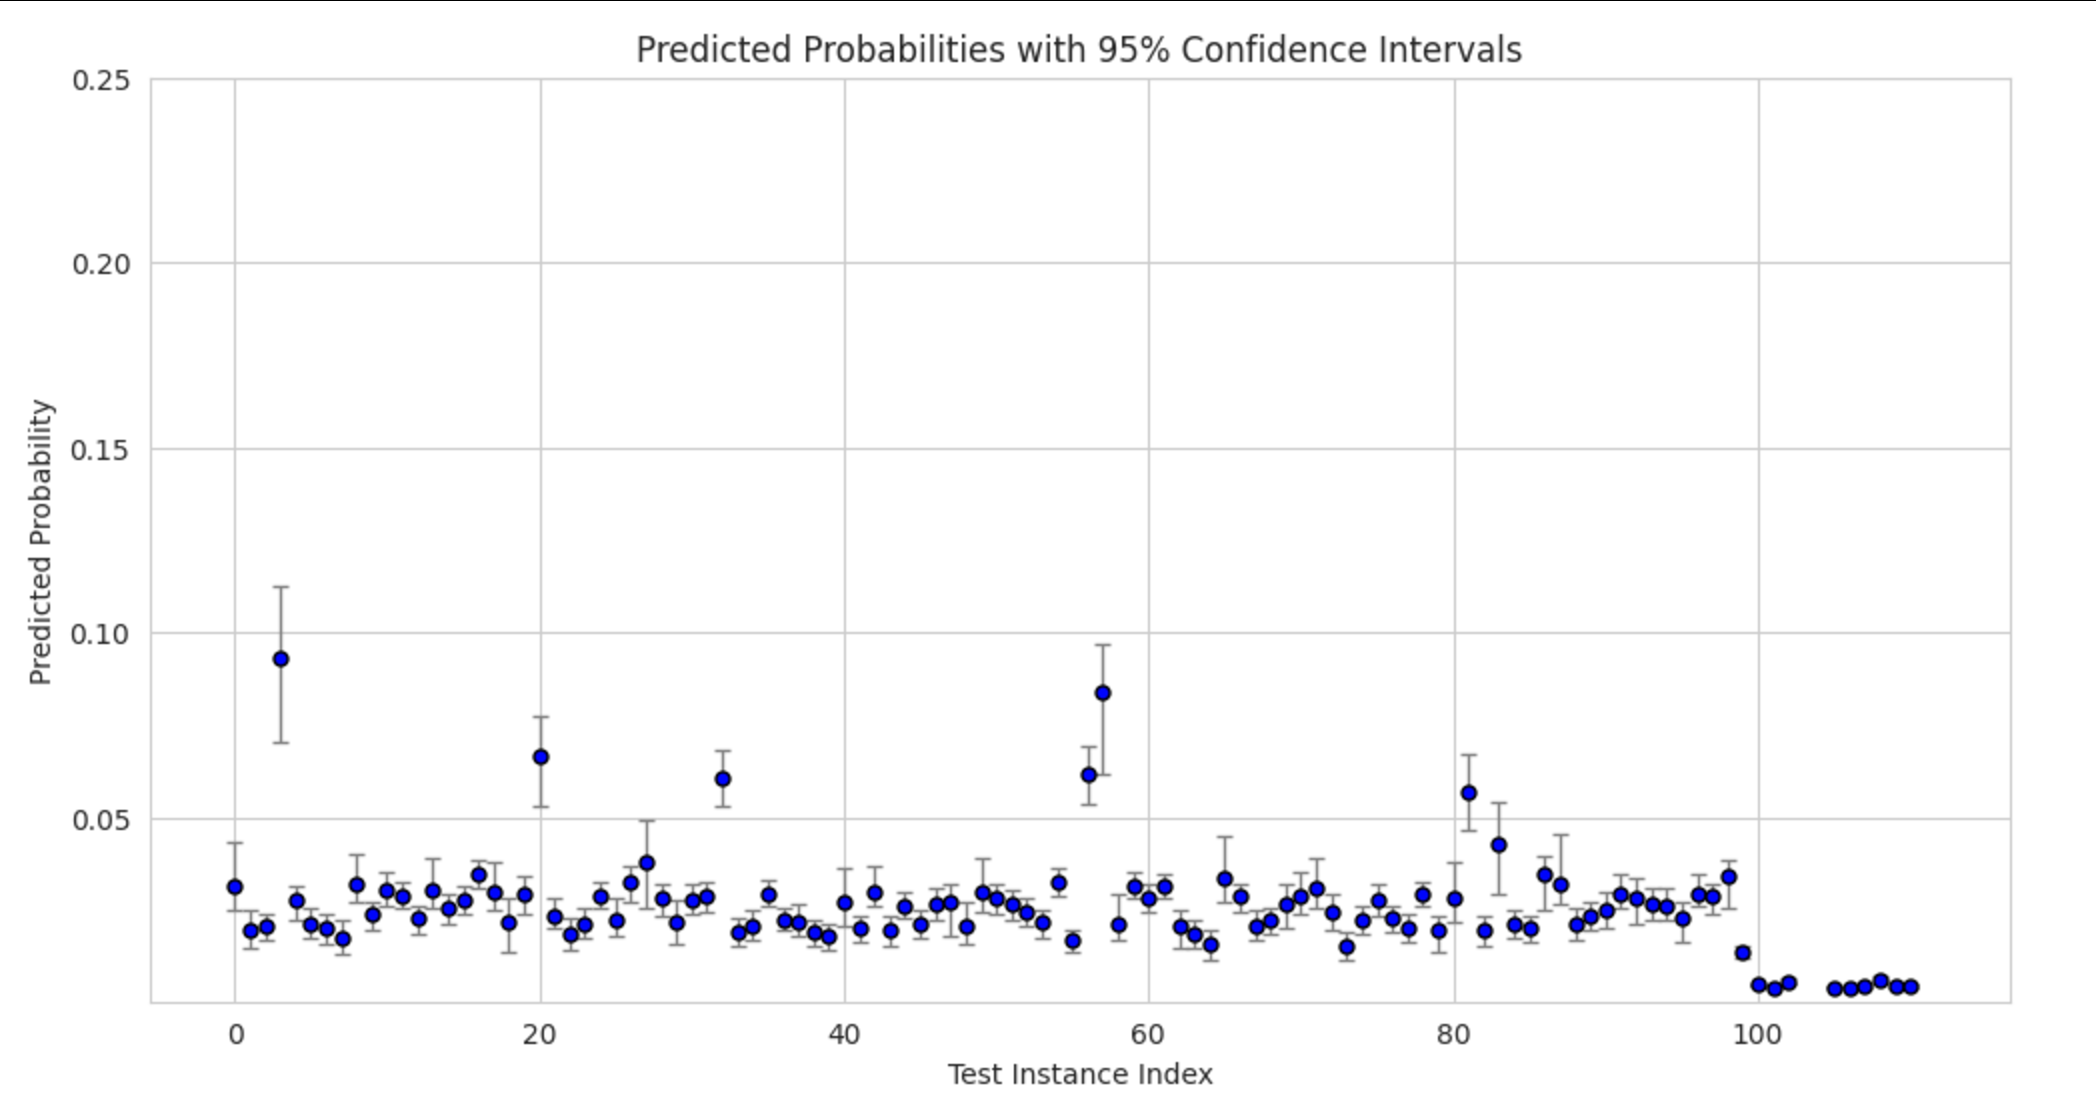 Predicted Probabilities with 95% Confidence Intervals
0.25
0.20
0.15
0.10
0.05
Predicted Probability
0 20 40 60 80 100
Test Instance Index